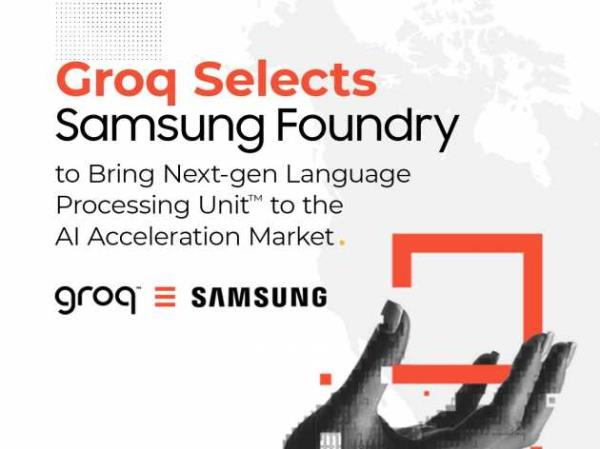 Groq Selects
Samsung Foundry
to Bring Next-gen Language
Processing Unit™ to the
AI Acceleration Market.
groq™ SAMSUNG